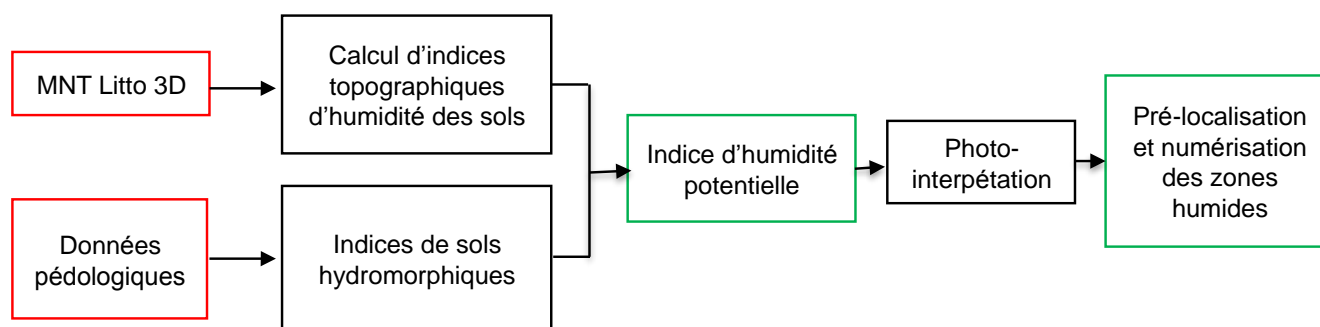 MNT Litto 3D
Calcul d’indices
topographiques
d’humidité des sols
Données
pédologiques
Indices de sols
hydromorphiques
Indice d’humidité
potentielle
Photo-
interpétation
Pré-localisation
et numérisation
des zones
humides